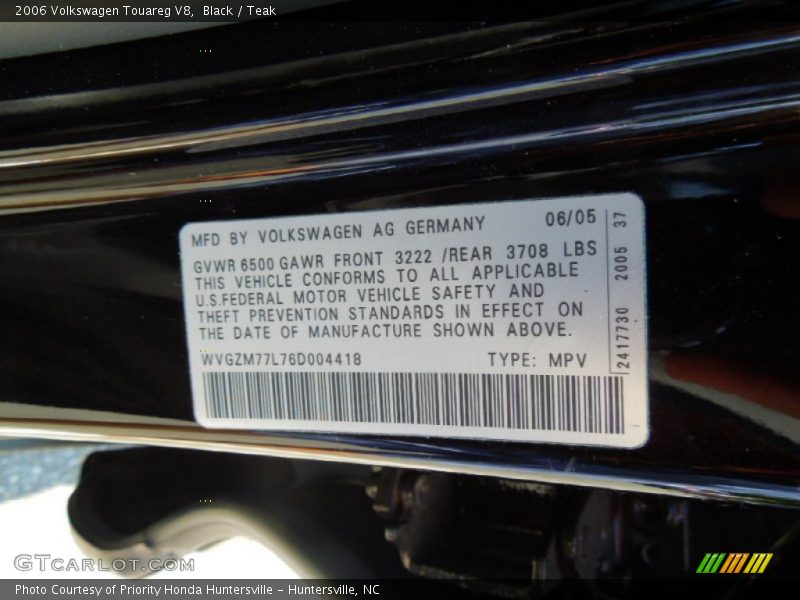 2006 Volkswagen Touareg V8, Black / Teak
MFD BY VOLKSWAGEN AG GERMANY 06/05
GVWR 6500 GAWR FRONT 3222 /REAR 3708 LBS
THIS VEHICLE CONFORMS TO ALL APPLICABLE
U.S.FEDERAL MOTOR VEHICLE SAFETY AND
THEFT PREVENTION STANDARDS IN EFFECT ON
THE DATE OF MANUFACTURE SHOWN ABOVE.
WVGZM77L76D004418 TYPE: MPV
2417730 2005 37
GTCarLot.com
Photo Courtesy of Priority Honda Huntersville - Huntersville, NC